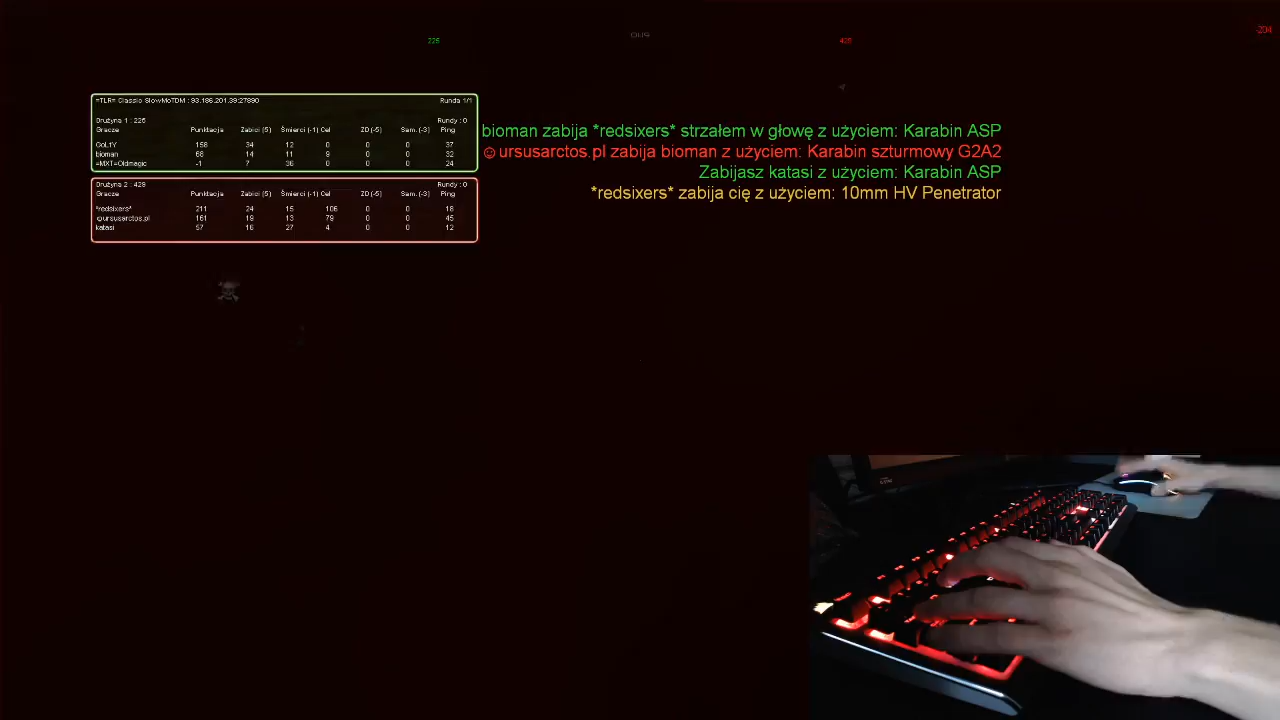 225
409
-204
=TLR= Classic SlowMoTDM : 93.186.201.39:27890 Runda 1/1
Drużyna 1 : 225 Rundy : 0
Gracze Punktacja Zabici (5) Śmierci (-1) Cel ZD (-5) Sam. (-3) Ping
GoL1Y 158 34 12 0 0 0 37
bioman 68 14 11 9 0 0 32
=MXT=Oldmagic -1 7 36 0 0 0 24
Drużyna 2 : 429 Rundy : 0
Gracze Punktacja Zabici (5) Śmierci (-1) Cel ZD (-5) Sam. (-3) Ping
*redsixers* 211 24 15 106 0 0 18
ursusarctos.pl 161 19 13 79 0 0 45
katasi 57 16 27 4 0 0 12
bioman zabija *redsixers* strzałem w głowę z użyciem: Karabin ASP
☺ursusarctos.pl zabija bioman z użyciem: Karabin szturmowy G2A2
Zabijasz katasi z użyciem: Karabin ASP
*redsixers* zabija cię z użyciem: 10mm HV Penetrator